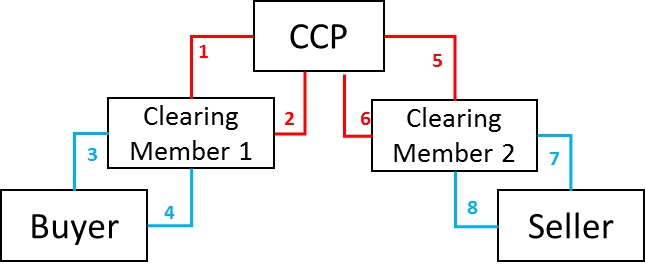 CCP
1
5
Clearing
Member 1
2
6
Clearing
Member 2
3
7
4
8
Buyer
Seller